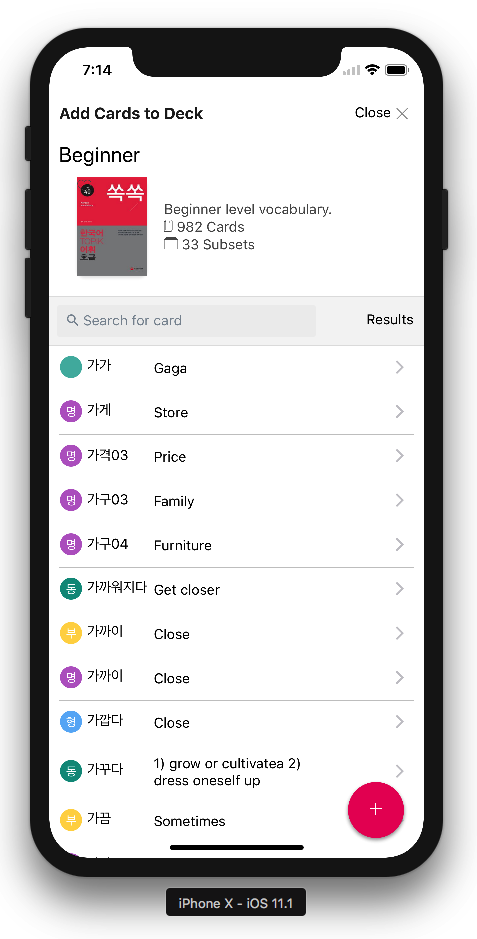 7:14
Add Cards to Deck
Close
Beginner
쏙쏙
한국어
TOPIK
어휘
초급
Beginner level vocabulary.
982 Cards
33 Subsets
Search for card
Results
가가 Gaga
명 가게 Store
명 가격03 Price
명 가구03 Family
명 가구04 Furniture
동 가까워지다 Get closer
부 가까이 Close
명 가까이 Close
형 가깝다 Close
동 가꾸다 1) grow or cultivatea 2)
dress oneself up
부 가끔 Sometimes
iPhone X - iOS 11.1